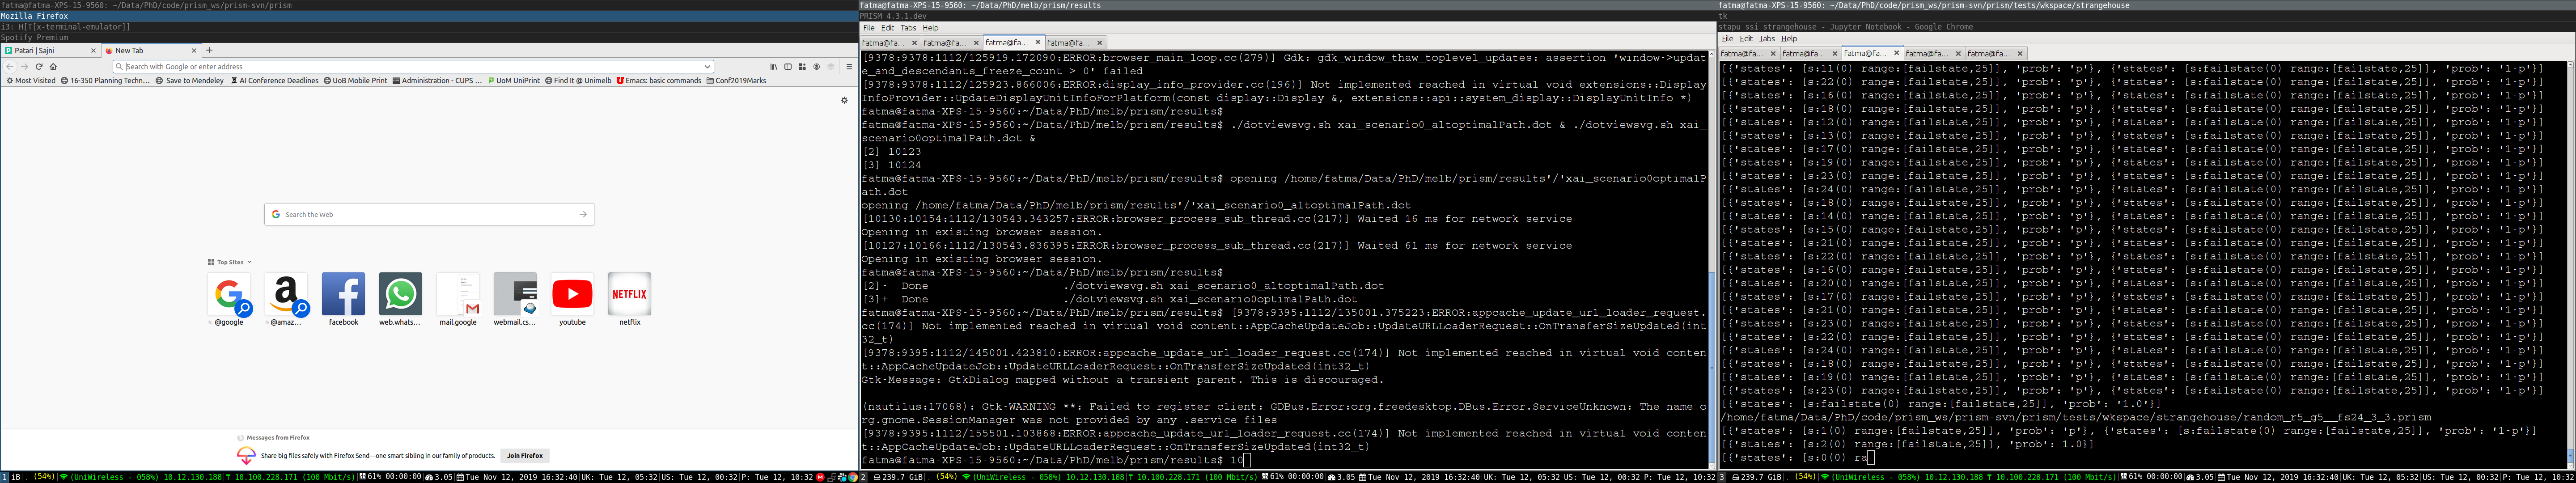 fatma@fatma-XPS-15-9560: ~/Data/PhD/code/prism_ws/prism-svn/prism
Mozilla Firefox
i3: H[T[x-terminal-emulator]]
Spotify Premium
Patari | Sajni
New Tab
Search with Google or enter address
Most Visited
16-350 Planning Techn…
Save to Mendeley
AI Conference Deadlines
UoB Mobile Print
Administration - CUPS …
UoM UniPrint
Find It @ Unimelb
Emacs: basic commands
Conf2019Marks
Search the Web
Top Sites
@google
@amaz…
facebook
web.whats…
mail.google
webmail.cs…
youtube
NETFLIX
netflix
Messages from Firefox
Share big files safely with Firefox Send—one smart sibling in our family of products.
Join Firefox
1 iB| (54%) (UniWireless - 058%) 10.12.130.188 10.100.228.171 (100 Mbit/s) 61% 00:00:00 3.05 Tue Nov 12, 2019 16:32:40 UK: Tue 12, 05:32 US: Tue 12, 00:32 P: Tue 12, 10:32
fatma@fatma-XPS-15-9560: ~/Data/PhD/melb/prism/results
PRISM 4.3.1.dev
File Edit Tabs Help
fatma@fa… fatma@fa… fatma@fa… fatma@fa…
[9378:9378:1112/125919.172090:ERROR:browser_main_loop.cc(279)] Gdk: gdk_window_thaw_toplevel_updates: assertion 'window->updat
e_and_descendants_freeze_count > 0' failed
[9378:9378:1112/125923.866006:ERROR:display_info_provider.cc(196)] Not implemented reached in virtual void extensions::Display
InfoProvider::UpdateDisplayUnitInfoForPlatform(const display::Display &, extensions::api::system_display::DisplayUnitInfo *)
fatma@fatma-XPS-15-9560:~/Data/PhD/melb/prism/results$
fatma@fatma-XPS-15-9560:~/Data/PhD/melb/prism/results$ ./dotviewsvg.sh xai_scenario0_altoptimalPath.dot & ./dotviewsvg.sh xai_
scenario0optimalPath.dot &
[2] 10123
[3] 10124
fatma@fatma-XPS-15-9560:~/Data/PhD/melb/prism/results$ opening /home/fatma/Data/PhD/melb/prism/results'/'xai_scenario0optimalP
ath.dot
opening /home/fatma/Data/PhD/melb/prism/results'/'xai_scenario0_altoptimalPath.dot
[10130:10154:1112/130543.343257:ERROR:browser_process_sub_thread.cc(217)] Waited 16 ms for network service
Opening in existing browser session.
[10127:10166:1112/130543.836395:ERROR:browser_process_sub_thread.cc(217)] Waited 61 ms for network service
Opening in existing browser session.
fatma@fatma-XPS-15-9560:~/Data/PhD/melb/prism/results$
[2]- Done ./dotviewsvg.sh xai_scenario0_altoptimalPath.dot
[3]+ Done ./dotviewsvg.sh xai_scenario0optimalPath.dot
fatma@fatma-XPS-15-9560:~/Data/PhD/melb/prism/results$ [9378:9395:1112/135001.375223:ERROR:appcache_update_url_loader_request.
cc(174)] Not implemented reached in virtual void content::AppCacheUpdateJob::UpdateURLLoaderRequest::OnTransferSizeUpdated(int
32_t)
[9378:9395:1112/145001.423810:ERROR:appcache_update_url_loader_request.cc(174)] Not implemented reached in virtual void conten
t::AppCacheUpdateJob::UpdateURLLoaderRequest::OnTransferSizeUpdated(int32_t)
Gtk-Message: GtkDialog mapped without a transient parent. This is discouraged.
(nautilus:17068): Gtk-WARNING **: Failed to register client: GDBus.Error:org.freedesktop.DBus.Error.ServiceUnknown: The name o
rg.gnome.SessionManager was not provided by any .service files
[9378:9395:1112/155501.103868:ERROR:appcache_update_url_loader_request.cc(174)] Not implemented reached in virtual void conten
t::AppCacheUpdateJob::UpdateURLLoaderRequest::OnTransferSizeUpdated(int32_t)
fatma@fatma-XPS-15-9560:~/Data/PhD/melb/prism/results$ 10
2 239.7 GiB| (54%) (UniWireless - 058%) 10.12.130.188 10.100.228.171 (100 Mbit/s) 61% 00:00:00 3.05 Tue Nov 12, 2019 16:32:40 UK: Tue 12, 05:32 US: Tue 12, 00:32 P: Tue 12, 10:32
fatma@fatma-XPS-15-9560: ~/Data/PhD/code/prism_ws/prism-svn/prism/tests/wkspace/strangehouse
tk
stapu_ssi_strangehouse - Jupyter Notebook - Google Chrome
File Edit Tabs Help
fatma@fa… fatma@fa… fatma@fa… fatma@fa… fatma@fa…
[{'states': [s:11(0) range:[failstate,25]], 'prob': 'p'}, {'states': [s:failstate(0) range:[failstate,25]], 'prob': '1-p'}]
[{'states': [s:22(0) range:[failstate,25]], 'prob': 'p'}, {'states': [s:failstate(0) range:[failstate,25]], 'prob': '1-p'}]
[{'states': [s:16(0) range:[failstate,25]], 'prob': 'p'}, {'states': [s:failstate(0) range:[failstate,25]], 'prob': '1-p'}]
[{'states': [s:18(0) range:[failstate,25]], 'prob': 'p'}, {'states': [s:failstate(0) range:[failstate,25]], 'prob': '1-p'}]
[{'states': [s:12(0) range:[failstate,25]], 'prob': 'p'}, {'states': [s:failstate(0) range:[failstate,25]], 'prob': '1-p'}]
[{'states': [s:13(0) range:[failstate,25]], 'prob': 'p'}, {'states': [s:failstate(0) range:[failstate,25]], 'prob': '1-p'}]
[{'states': [s:17(0) range:[failstate,25]], 'prob': 'p'}, {'states': [s:failstate(0) range:[failstate,25]], 'prob': '1-p'}]
[{'states': [s:19(0) range:[failstate,25]], 'prob': 'p'}, {'states': [s:failstate(0) range:[failstate,25]], 'prob': '1-p'}]
[{'states': [s:23(0) range:[failstate,25]], 'prob': 'p'}, {'states': [s:failstate(0) range:[failstate,25]], 'prob': '1-p'}]
[{'states': [s:24(0) range:[failstate,25]], 'prob': 'p'}, {'states': [s:failstate(0) range:[failstate,25]], 'prob': '1-p'}]
[{'states': [s:18(0) range:[failstate,25]], 'prob': 'p'}, {'states': [s:failstate(0) range:[failstate,25]], 'prob': '1-p'}]
[{'states': [s:14(0) range:[failstate,25]], 'prob': 'p'}, {'states': [s:failstate(0) range:[failstate,25]], 'prob': '1-p'}]
[{'states': [s:15(0) range:[failstate,25]], 'prob': 'p'}, {'states': [s:failstate(0) range:[failstate,25]], 'prob': '1-p'}]
[{'states': [s:21(0) range:[failstate,25]], 'prob': 'p'}, {'states': [s:failstate(0) range:[failstate,25]], 'prob': '1-p'}]
[{'states': [s:22(0) range:[failstate,25]], 'prob': 'p'}, {'states': [s:failstate(0) range:[failstate,25]], 'prob': '1-p'}]
[{'states': [s:16(0) range:[failstate,25]], 'prob': 'p'}, {'states': [s:failstate(0) range:[failstate,25]], 'prob': '1-p'}]
[{'states': [s:20(0) range:[failstate,25]], 'prob': 'p'}, {'states': [s:failstate(0) range:[failstate,25]], 'prob': '1-p'}]
[{'states': [s:17(0) range:[failstate,25]], 'prob': 'p'}, {'states': [s:failstate(0) range:[failstate,25]], 'prob': '1-p'}]
[{'states': [s:21(0) range:[failstate,25]], 'prob': 'p'}, {'states': [s:failstate(0) range:[failstate,25]], 'prob': '1-p'}]
[{'states': [s:23(0) range:[failstate,25]], 'prob': 'p'}, {'states': [s:failstate(0) range:[failstate,25]], 'prob': '1-p'}]
[{'states': [s:22(0) range:[failstate,25]], 'prob': 'p'}, {'states': [s:failstate(0) range:[failstate,25]], 'prob': '1-p'}]
[{'states': [s:24(0) range:[failstate,25]], 'prob': 'p'}, {'states': [s:failstate(0) range:[failstate,25]], 'prob': '1-p'}]
[{'states': [s:18(0) range:[failstate,25]], 'prob': 'p'}, {'states': [s:failstate(0) range:[failstate,25]], 'prob': '1-p'}]
[{'states': [s:19(0) range:[failstate,25]], 'prob': 'p'}, {'states': [s:failstate(0) range:[failstate,25]], 'prob': '1-p'}]
[{'states': [s:23(0) range:[failstate,25]], 'prob': 'p'}, {'states': [s:failstate(0) range:[failstate,25]], 'prob': '1-p'}]
[{'states': [s:failstate(0) range:[failstate,25]], 'prob': '1.0'}]
/home/fatma/Data/PhD/code/prism_ws/prism-svn/prism/tests/wkspace/strangehouse/random_r5_g5__fs24_3_3.prism
[{'states': [s:1(0) range:[failstate,25]], 'prob': 'p'}, {'states': [s:failstate(0) range:[failstate,25]], 'prob': '1-p'}]
[{'states': [s:2(0) range:[failstate,25]], 'prob': 1.0}]
[{'states': [s:0(0) ra
3 239.7 GiB| (54%) (UniWireless - 058%) 10.12.130.188 10.100.228.171 (100 Mbit/s) 61% 00:00:00 3.05 Tue Nov 12, 2019 16:32:40 UK: Tue 12, 05:32 US: Tue 12, 00:32 P: Tue 12, 10:32